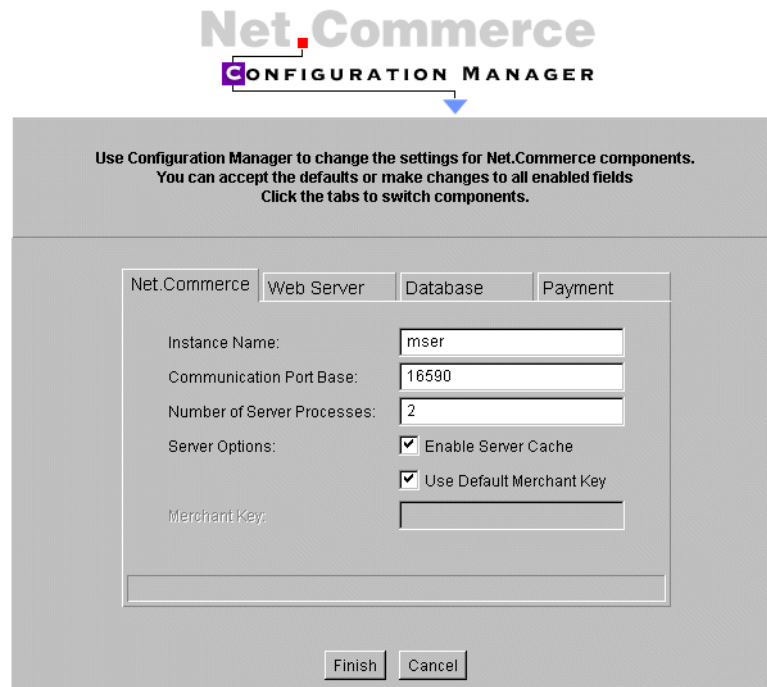 Net.Commerce
CONFIGURATION MANAGER
Use Configuration Manager to change the settings for Net.Commerce components.
You can accept the defaults or make changes to all enabled fields
Click the tabs to switch components.
Net.Commerce Web Server Database Payment
Instance Name: mser
Communication Port Base: 16590
Number of Server Processes: 2
Server Options: Enable Server Cache
Use Default Merchant Key
Merchant Key:
Finish Cancel